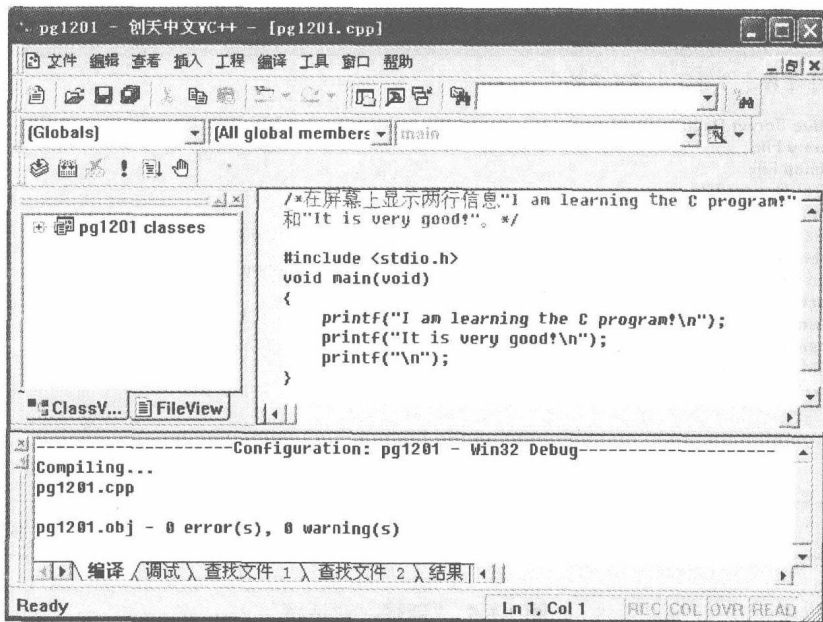 pg1201 - 创天中文VC++ - [pg1201.cpp]
文件 编辑 查看 插入 工程 编译 工具 窗口 帮助
(Globals) (All global members main
pg1201 classes
/*在屏幕上显示两行信息"I am learning the C program!"
和"It is very good!"。*/
#include <stdio.h>
void main(void)
{
printf("I am learning the C program!\n");
printf("It is very good!\n");
printf("\n");
}
ClassV... FileView
--------------------Configuration: pg1201 - Win32 Debug--------------------
Compiling...
pg1201.cpp
pg1201.obj - 0 error(s), 0 warning(s)
编译 调试 查找文件 1 查找文件 2 结果
Ready Ln 1, Col 1 REC COL OVR READ